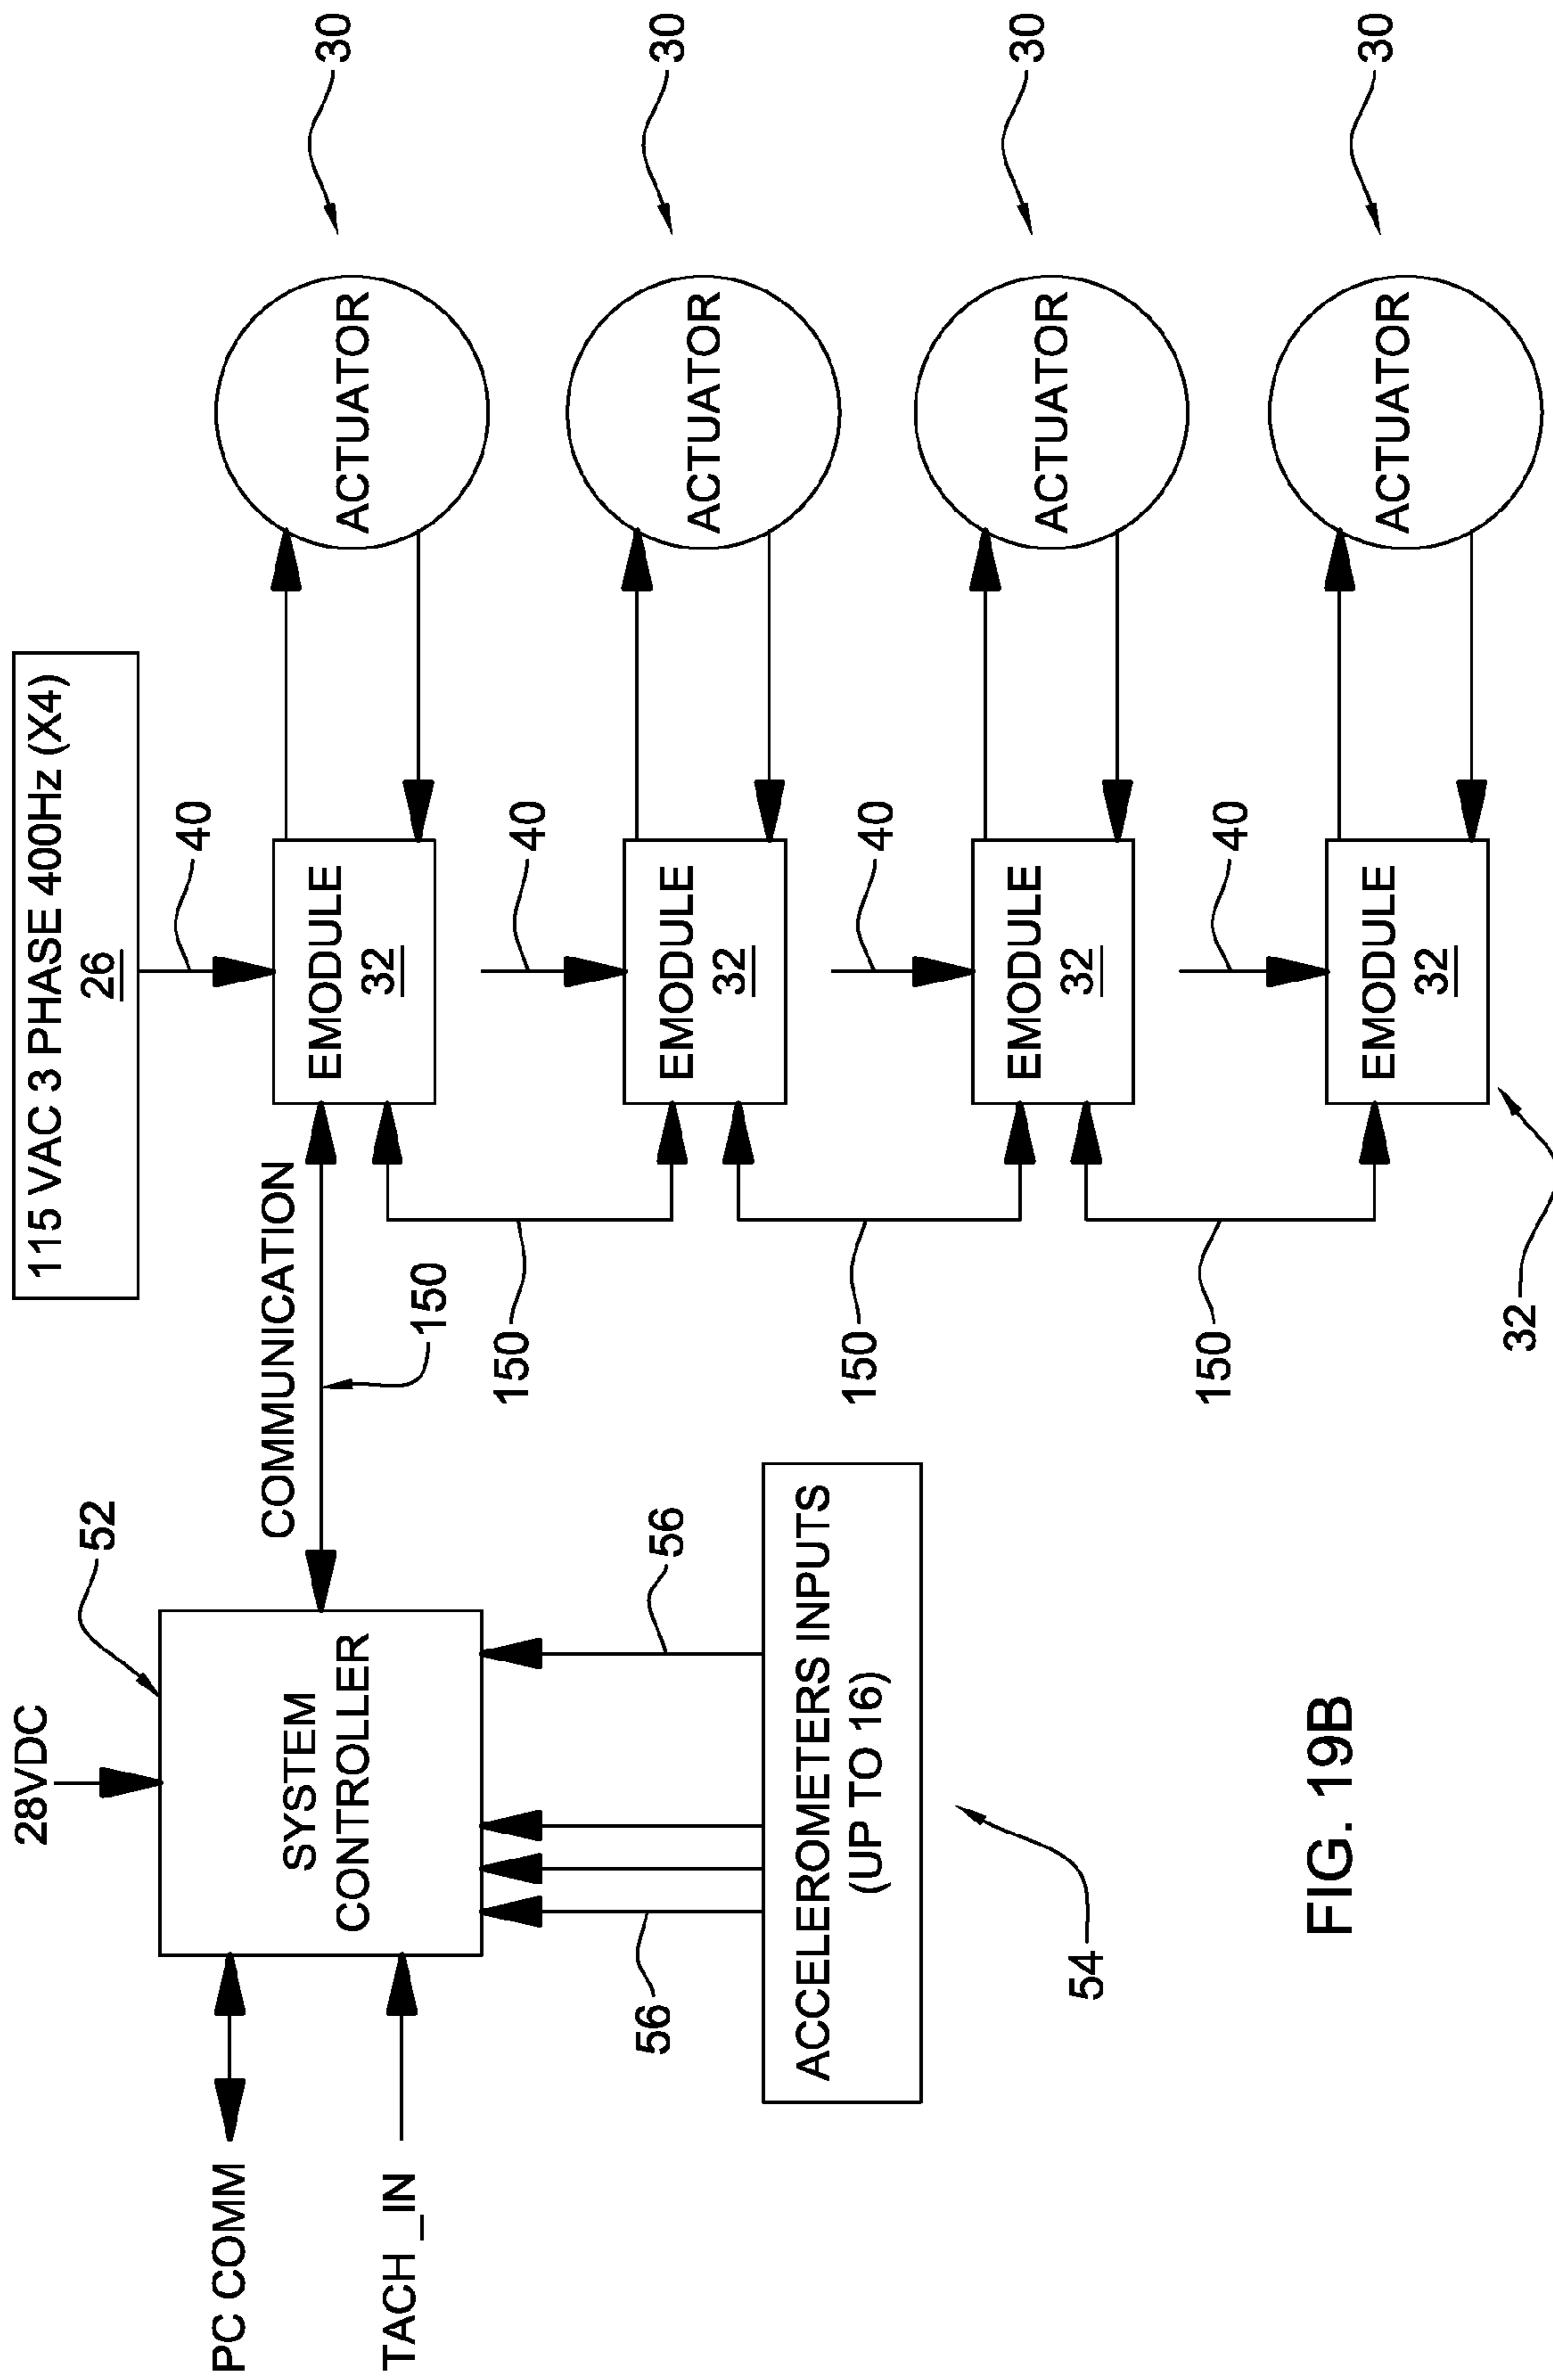 28VDC
52
PC COMM
TACH_IN
SYSTEM
CONTROLLER
COMMUNICATION
150
115 VAC 3 PHASE 400Hz (X4)
26
40
EMODULE
32
ACTUATOR
30
150
40
EMODULE
32
ACTUATOR
30
56
56
ACCELEROMETERS INPUTS
(UP TO 16)
54
150
40
EMODULE
32
ACTUATOR
30
150
40
EMODULE
32
ACTUATOR
30
32
FIG. 19B